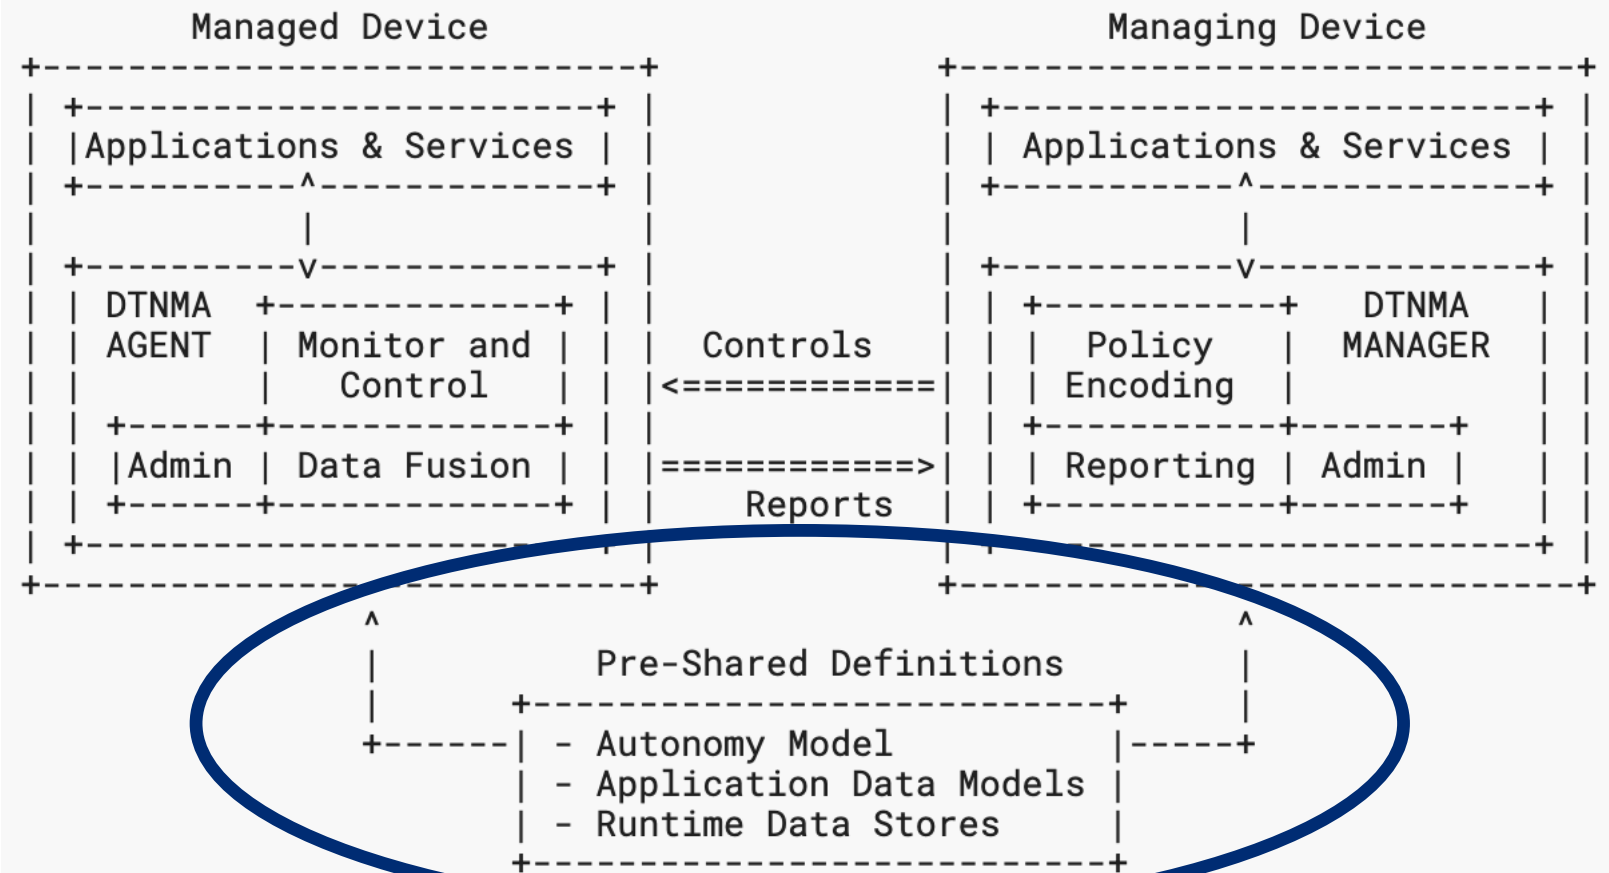 Managed Device
Managing Device
Applications & Services
Applications & Services
DTNMA
AGENT
Monitor and
Control
Admin
Data Fusion
Controls
<============
============>
Reports
Policy
Encoding
DTNMA
MANAGER
Reporting
Admin
Pre-Shared Definitions
- Autonomy Model
- Application Data Models
- Runtime Data Stores